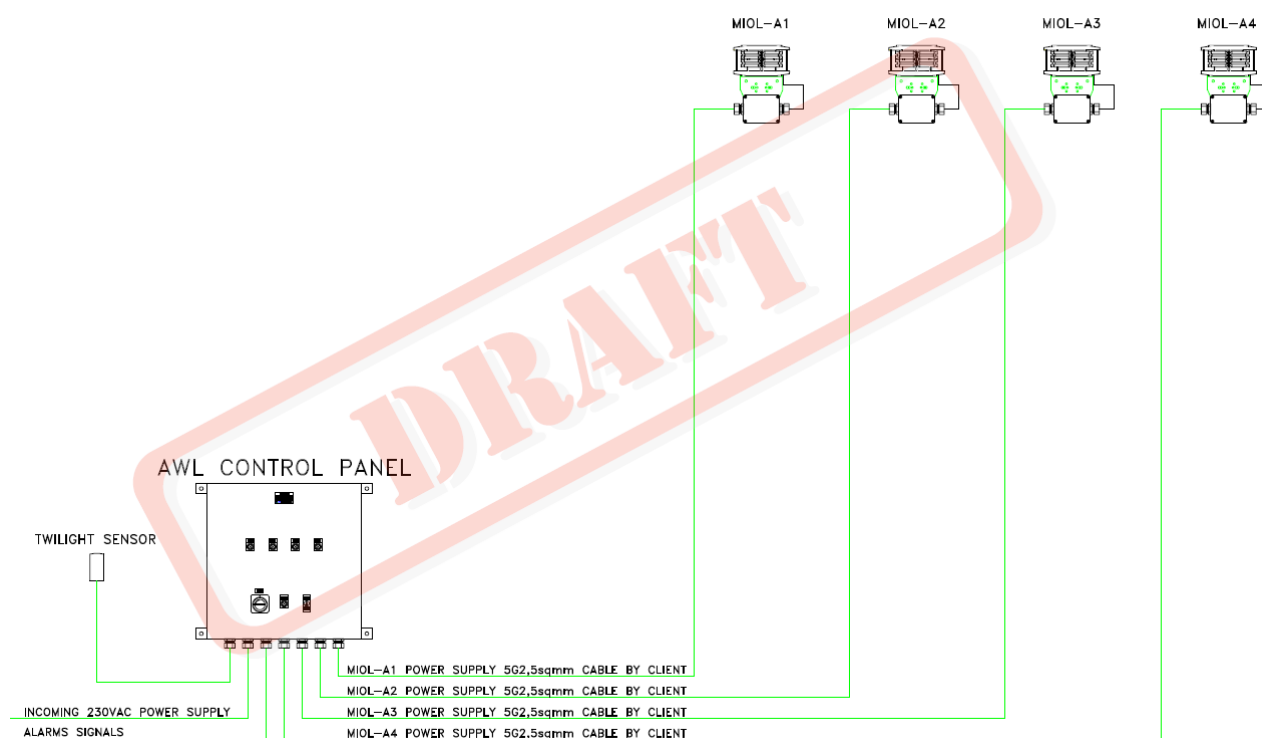 MIOL-A1
MIOL-A2
MIOL-A3
MIOL-A4
DRAFT
AWL CONTROL PANEL
TWILIGHT SENSOR
MIOL-A1 POWER SUPPLY 5G2,5sqmm CABLE BY CLIENT
MIOL-A2 POWER SUPPLY 5G2,5sqmm CABLE BY CLIENT
INCOMING 230VAC POWER SUPPLY
MIOL-A3 POWER SUPPLY 5G2,5sqmm CABLE BY CLIENT
ALARMS SIGNALS
MIOL-A4 POWER SUPPLY 5G2,5sqmm CABLE BY CLIENT